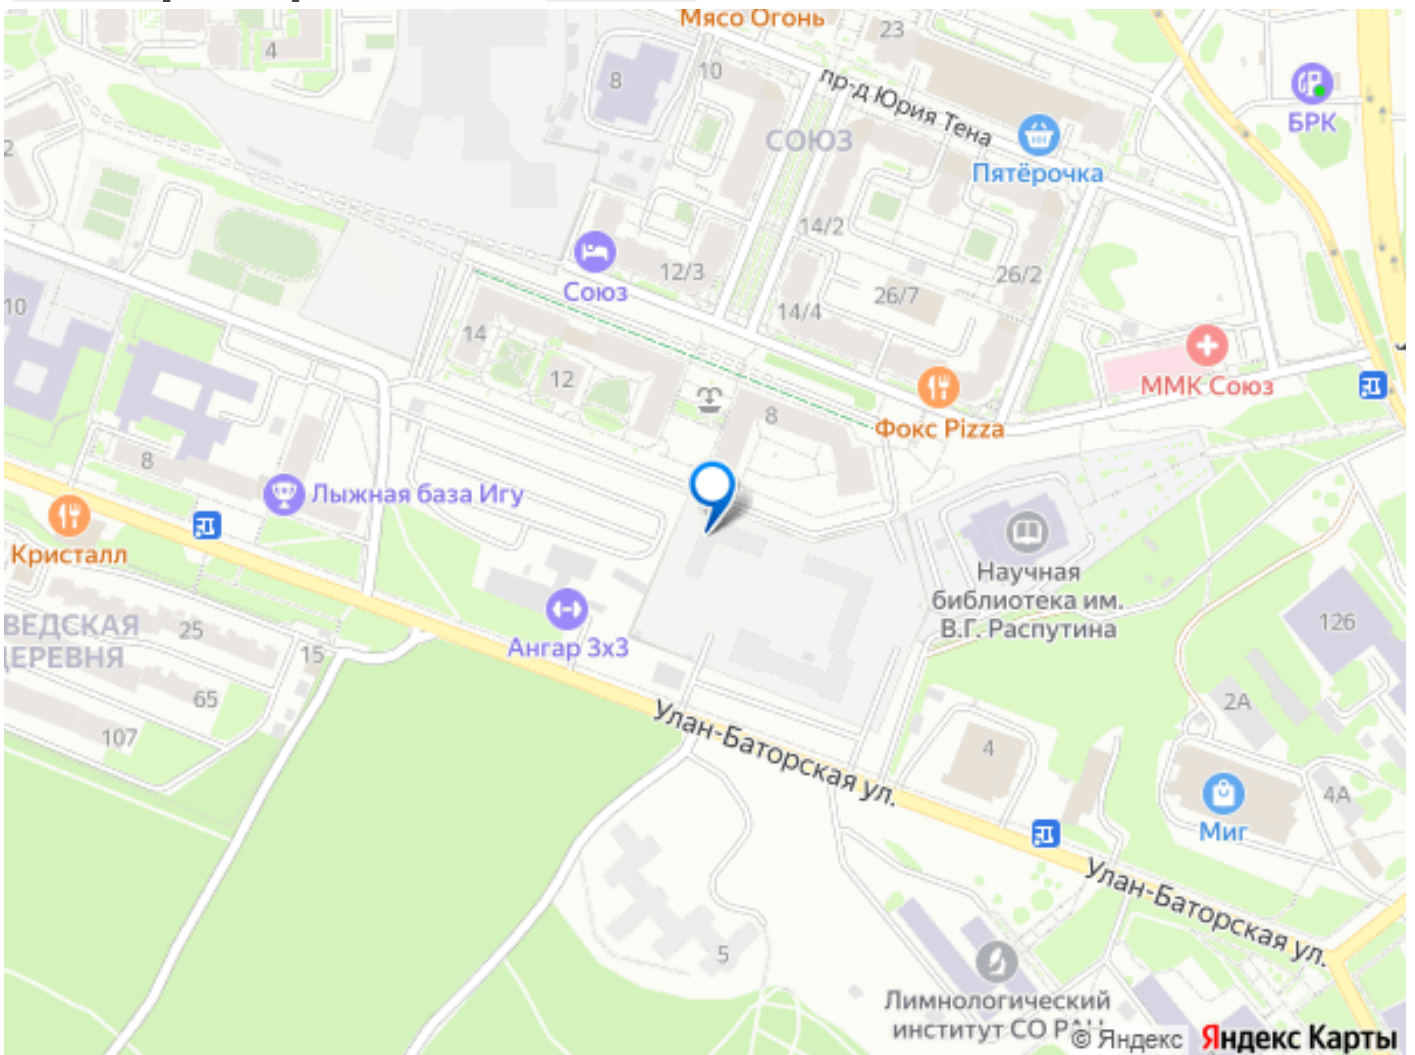 Мясо Огонь
23
4
8
10
пр-д Юрия Тена
БРК
СОЮЗ
Пятёрочка
2
14/2
12/3
26/2
Союз
26/7
10
14/4
14
ММК Союз
12
8
Фокс Pizza
8
Лыжная база Игу
Кристалл
Научная
библиотека им.
В.Г. Распутина
ВЕДСКАЯ
25
126
15
Ангар 3х3
65
2А
107
Улан-Баторская ул.
4
4А
Миг
Улан-Баторская ул.
5
Лимнологический
институт СО
© Яндекс
Яндекс Карты